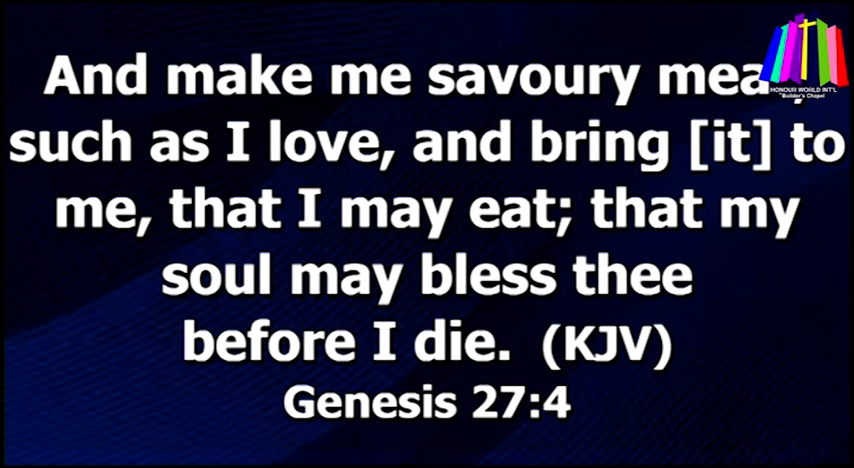 And make me savoury mea
such as I love, and bring [it] to
me, that I may eat; that my
soul may bless thee
before I die. (KJV)
Genesis 27:4
HONOUR WORLD INT'L
"Builder's Chapel